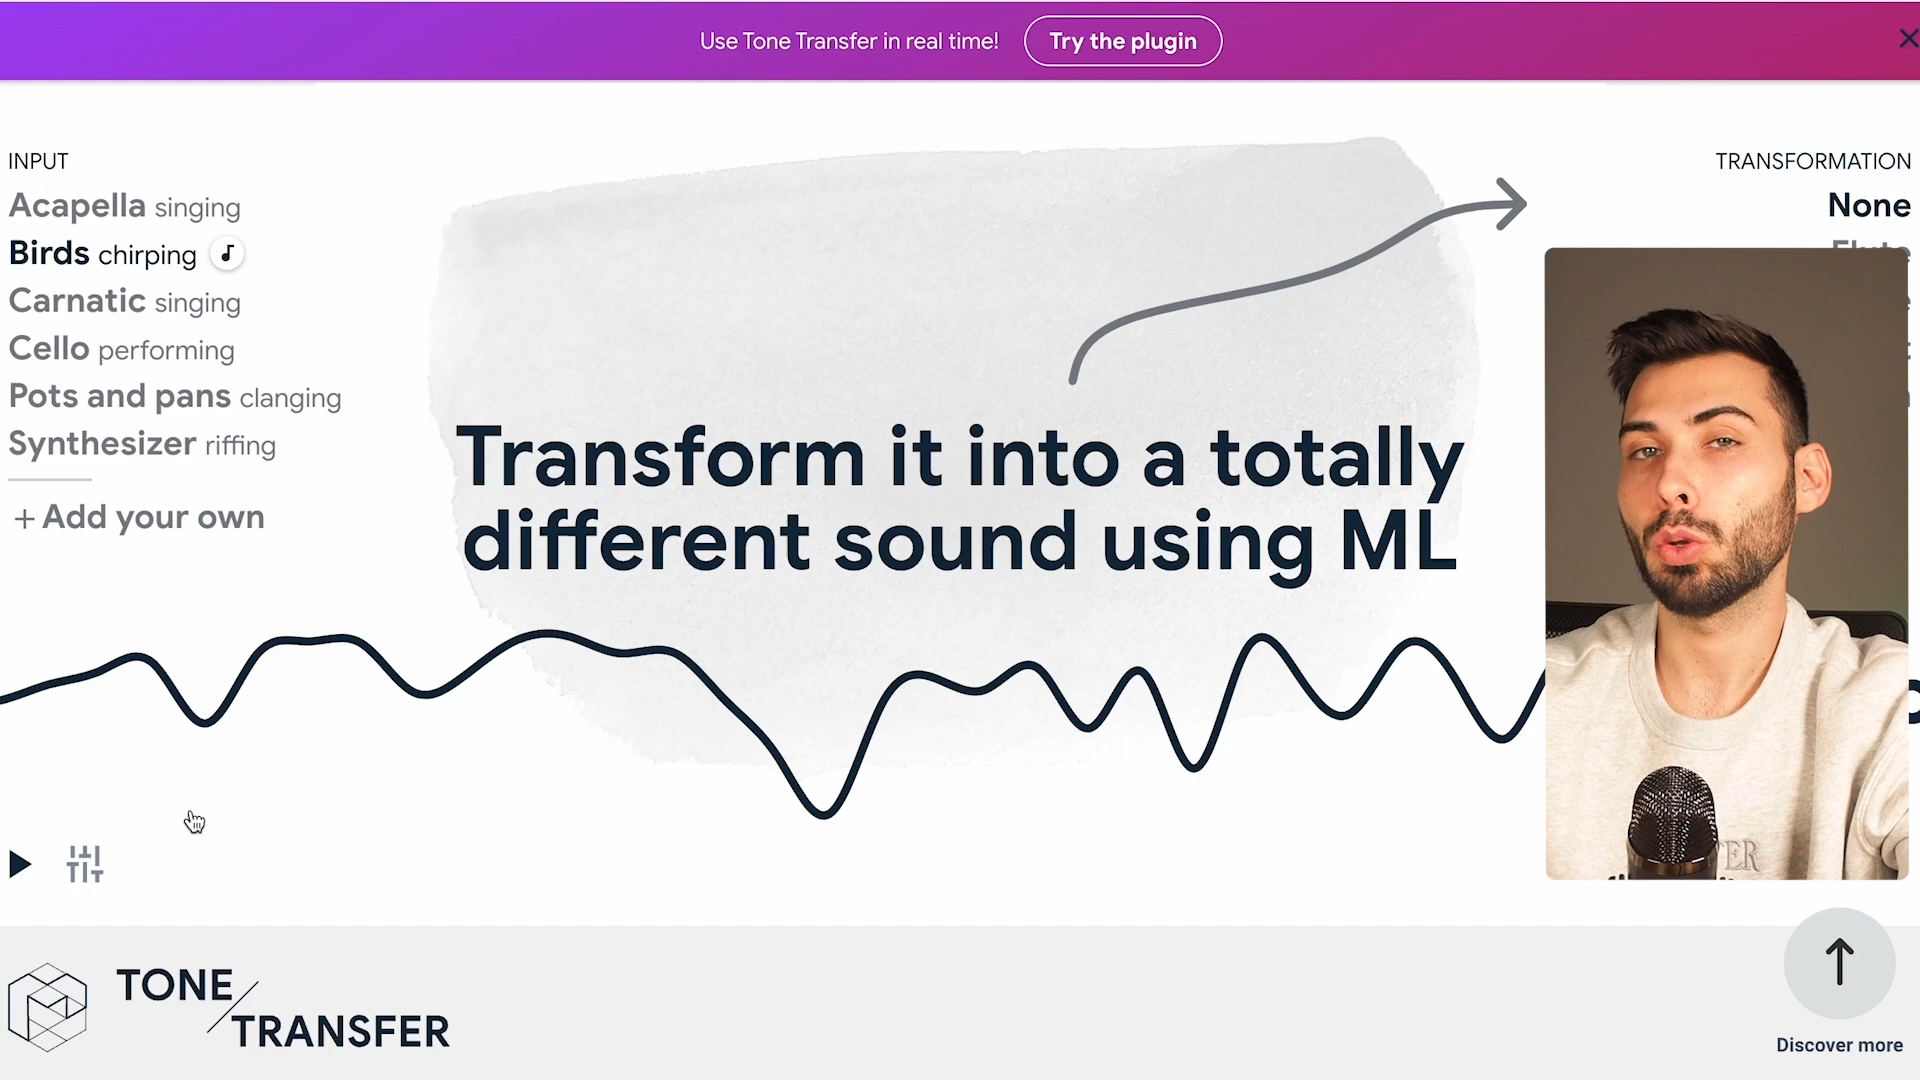 Use Tone Transfer in real time! Try the plugin
INPUT
Acapella singing
Birds chirping
Carnatic singing
Cello performing
Pots and pans clanging
Synthesizer riffing
+ Add your own
Transform it into a totally
different sound using ML
TRANSFORMATION
None
TONE
TRANSFER
Discover more